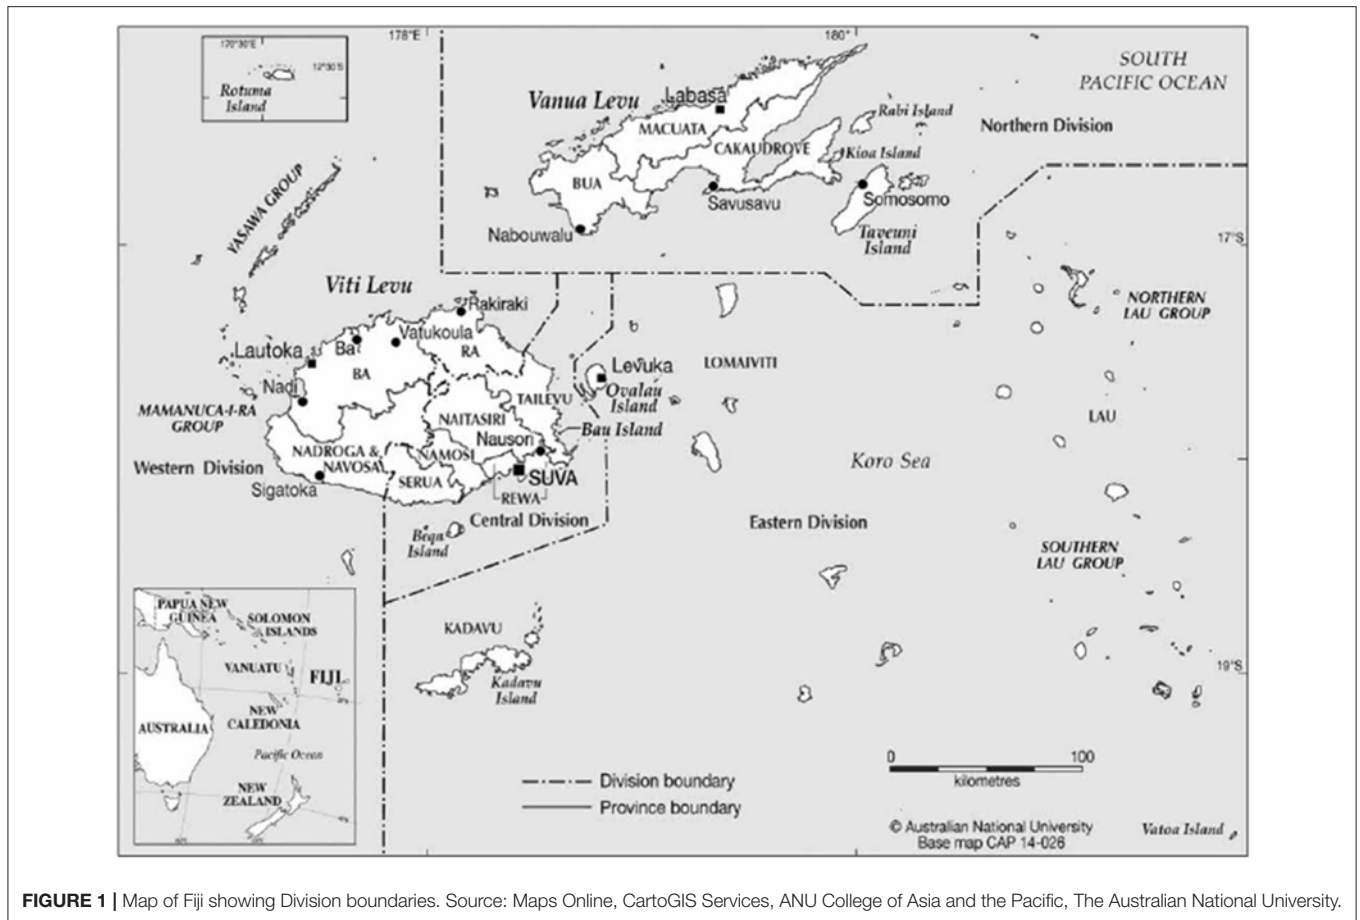 178°E
180°
170°30'E
12°30'S
Rotuma
Island
SOUTH
PACIFIC OCEAN
Vanua Levu
Labasa
MACUATA
CAKAUDROVE
BUA
Rabi Island
Kioa Island
Northern Division
Savusavu
Somosomo
Nabouwalu
Taveuni
Island
17°S
YASAWA GROUP
Viti Levu
Rakiraki
Vatukoula
Ba
RA
Lautoka
BA
Nadi
MAMANUCA-I-RA
GROUP
Levuka
Ovalau
Island
LOMAIVITI
NORTHERN
LAU GROUP
LAU
TAILEVU
NAITASIRI
Bau Island
Nausori
NADROGA &
NAVOSA
NAMOSI
Western Division
SUVA
SERUA
REWA
Sigatoka
Central Division
Koro Sea
Beqa
Island
Eastern Division
SOUTHERN
LAU GROUP
KADAVU
Kadavu
Island
19°S
PAPUA NEW
GUINEA
SOLOMON
ISLANDS
VANUATU
FIJI
NEW
CALEDONIA
AUSTRALIA
Pacific Ocean
NEW
ZEALAND
Division boundary
Province boundary
0 100
kilometres
© Australian National University
Base map CAP 14-026
Vatoa Island
FIGURE 1 | Map of Fiji showing Division boundaries. Source: Maps Online, CartoGIS Services, ANU College of Asia and the Pacific, The Australian National University.